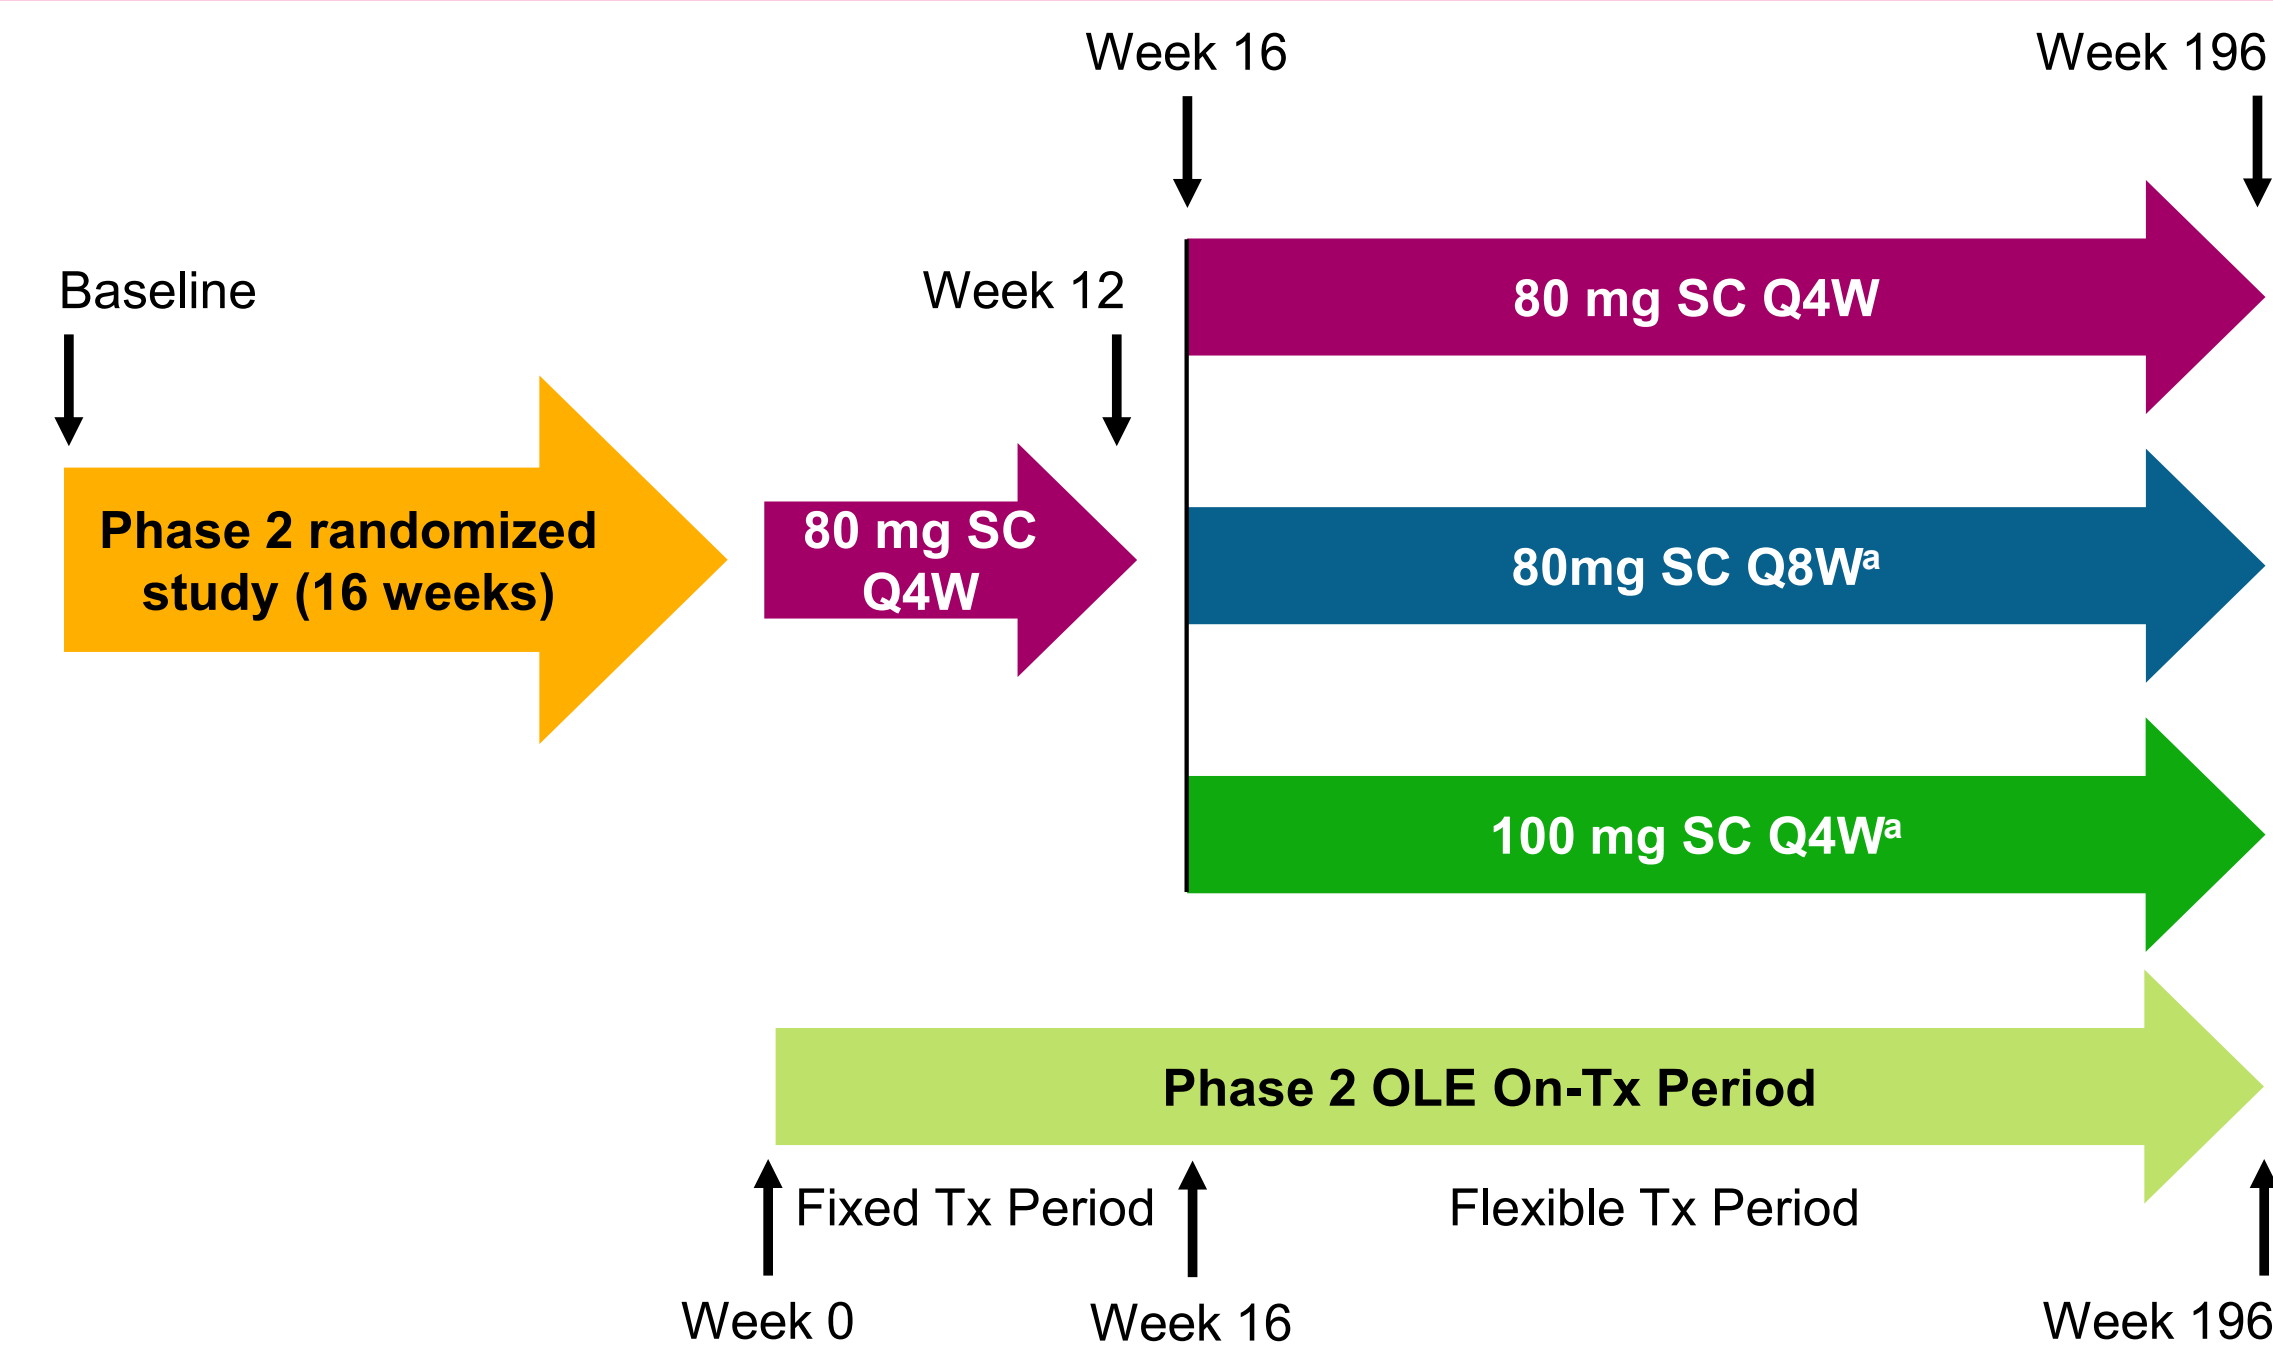 Week 16
Week 196
Baseline
Week 12
80 mg SC Q4W
Phase 2 randomized
study (16 weeks)
80 mg SC
Q4W
80mg SC Q8Wᵃ
100 mg SC Q4Wᵃ
Phase 2 OLE On-Tx Period
Fixed Tx Period
Flexible Tx Period
Week 0
Week 16
Week 196